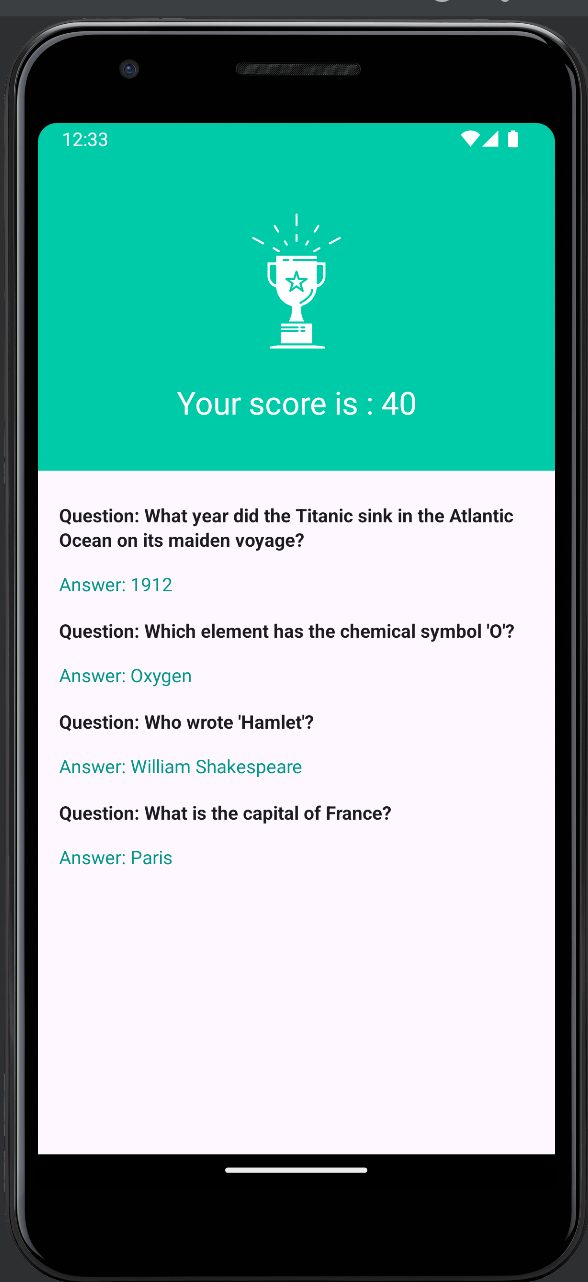 12:33
Your score is : 40
Question: What year did the Titanic sink in the Atlantic
Ocean on its maiden voyage?
Answer: 1912
Question: Which element has the chemical symbol 'O'?
Answer: Oxygen
Question: Who wrote 'Hamlet'?
Answer: William Shakespeare
Question: What is the capital of France?
Answer: Paris